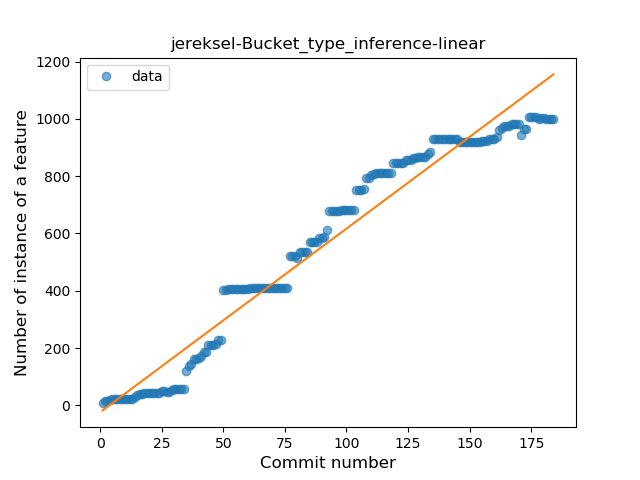 jereksel-Bucket_type_inference-linear
data
Number of instance of a feature
1200
1000
800
600
400
200
0
0 25 50 75 100 125 150 175
Commit number